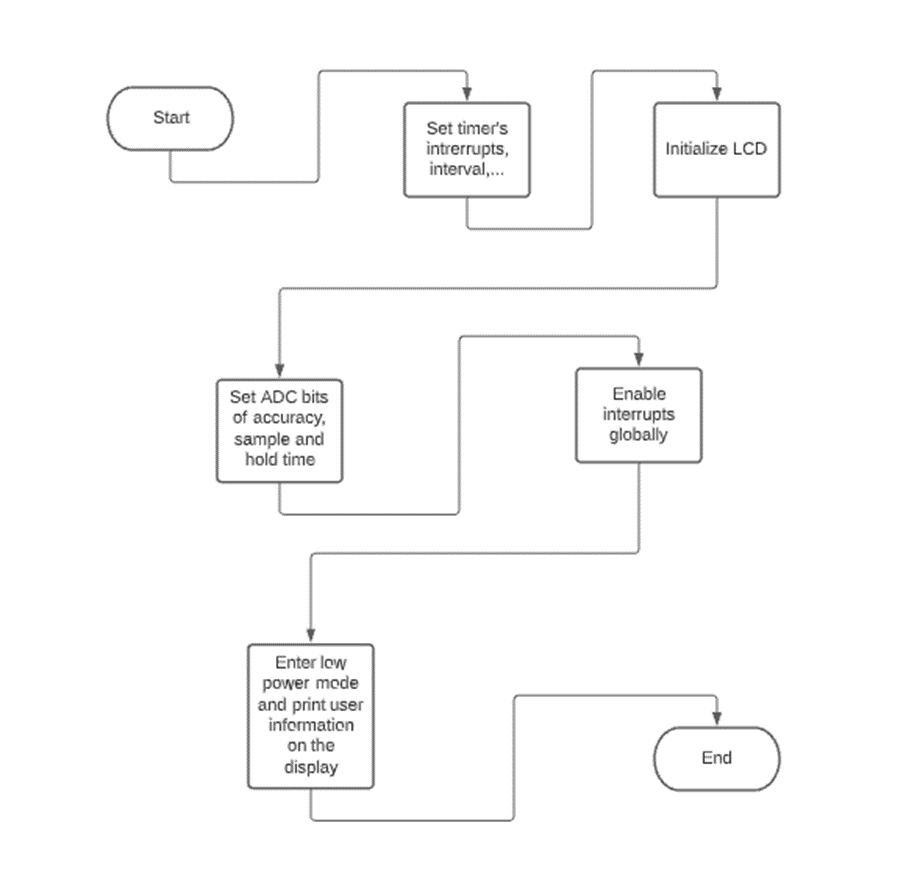 Start
Set timer's
intrerrupts,
interval,...
Initialize LCD
Set ADC bits
of accuracy,
sample and
hold time
Enable
interrupts
globally
Enter low
power mode
and print user
information
on the
display
End